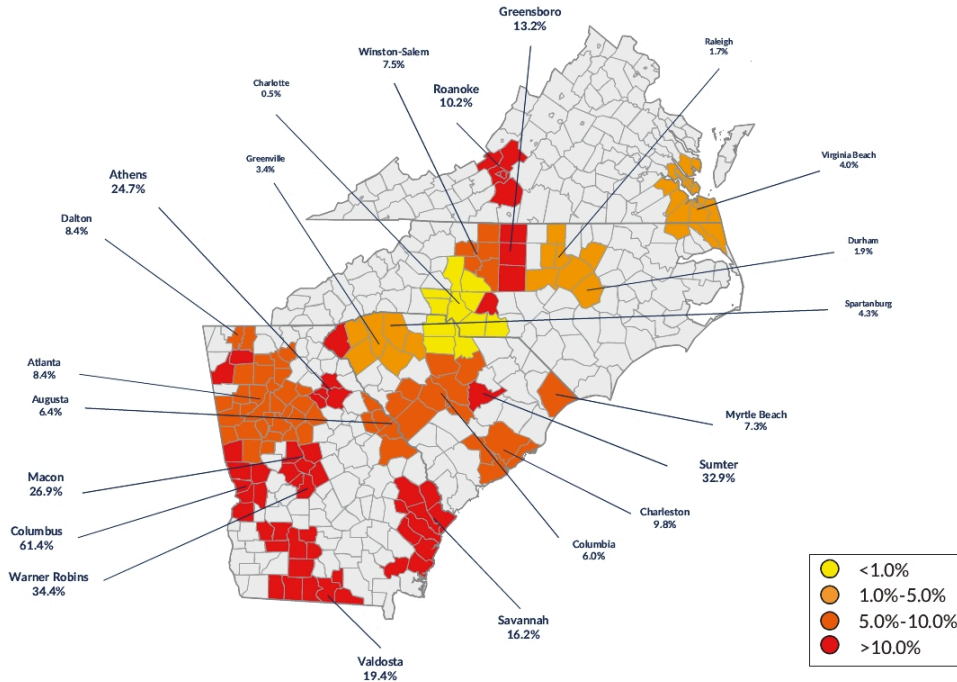 Greensboro
13.2%
Winston-Salem
7.5%
Raleigh
1.7%
Charlotte
0.5%
Roanoke
10.2%
Greenville
3.4%
Virginia Beach
4.0%
Athens
24.7%
Dalton
8.4%
Durham
1.9%
Spartanburg
4.3%
Atlanta
8.4%
Augusta
6.4%
Myrtle Beach
7.3%
Sumter
32.9%
Macon
26.9%
Charleston
9.8%
Columbus
61.4%
Columbia
6.0%
Warner Robins
34.4%
Savannah
16.2%
Valdosta
19.4%
<1.0%
1.0%-5.0%
5.0%-10.0%
>10.0%